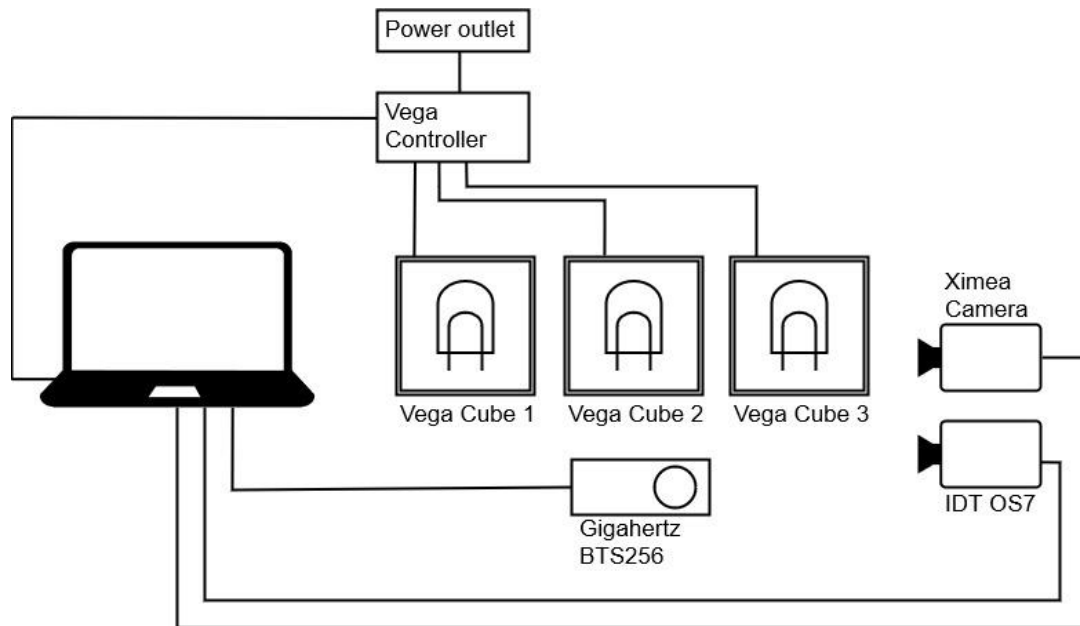 Power outlet
Vega
Controller
Ximea
Camera
Vega Cube 1
Vega Cube 2
Vega Cube 3
IDT OS7
Gigahertz
BTS256